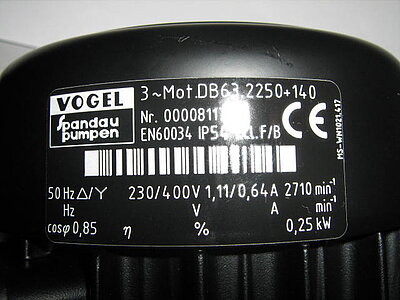 VOGEL
Spandau
pumpen
3~Mot.DB63.2250+140
Nr. 0000811
EN60034 IP54 F/B CE
MS-WN1021.417
50 Hz △/Y 230/400V 1,11/0,64A 2710 min⁻¹
Hz V A min⁻¹
cosφ 0,85 η % 0,25 kW